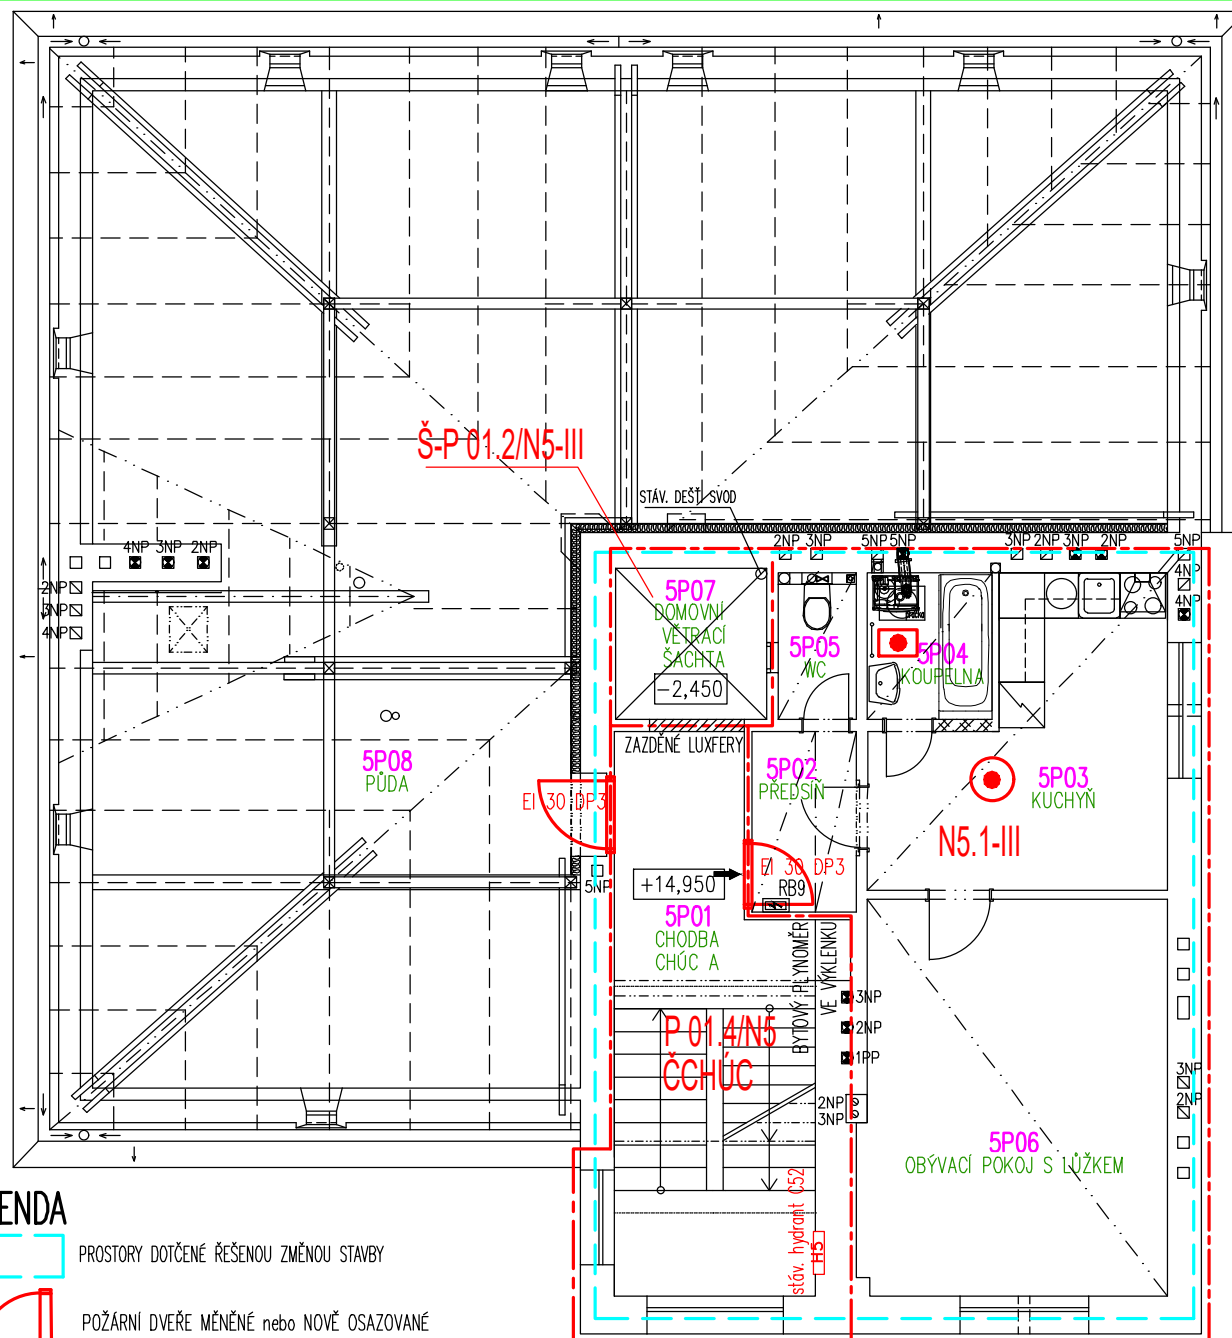 Š-P 01.2/N5-III
STÁV. DEŠŤ. SVOD
4NP 3NP 2NP
2NP
3NP
4NP
2NP 3NP
5NP 5NP
3NP 2NP 3NP 2NP
5NP
4NP
4NP
5P07
DOMOVNÍ
VĚTRACÍ
ŠACHTA
-2,450
5P05
WC
5P04
KOUPELNA
ZAZDĚNÉ LUXFERY
5P08
PŮDA
5P02
PŘEDSÍŇ
5P03
KUCHYŇ
EI 30 DP3
N5.1-III
EI 30 DP3
RB9
5NP
+14,950
5P01
CHODBA
CHÚC A
BYTOVÝ PLYNOMĚR
VE VÝKLENKU
3NP
2NP
1PP
P 01.4/N5
ČCHÚC
2NP
3NP
3NP
2NP
5P06
OBÝVACÍ POKOJ S LŮŽKEM
stáv. hydrant C52
H5
ENDA
PROSTORY DOTČENÉ ŘEŠENOU ZMĚNOU STAVBY
POŽÁRNÍ DVEŘE MĚNĚNÉ nebo NOVĚ OSAZOVANÉ